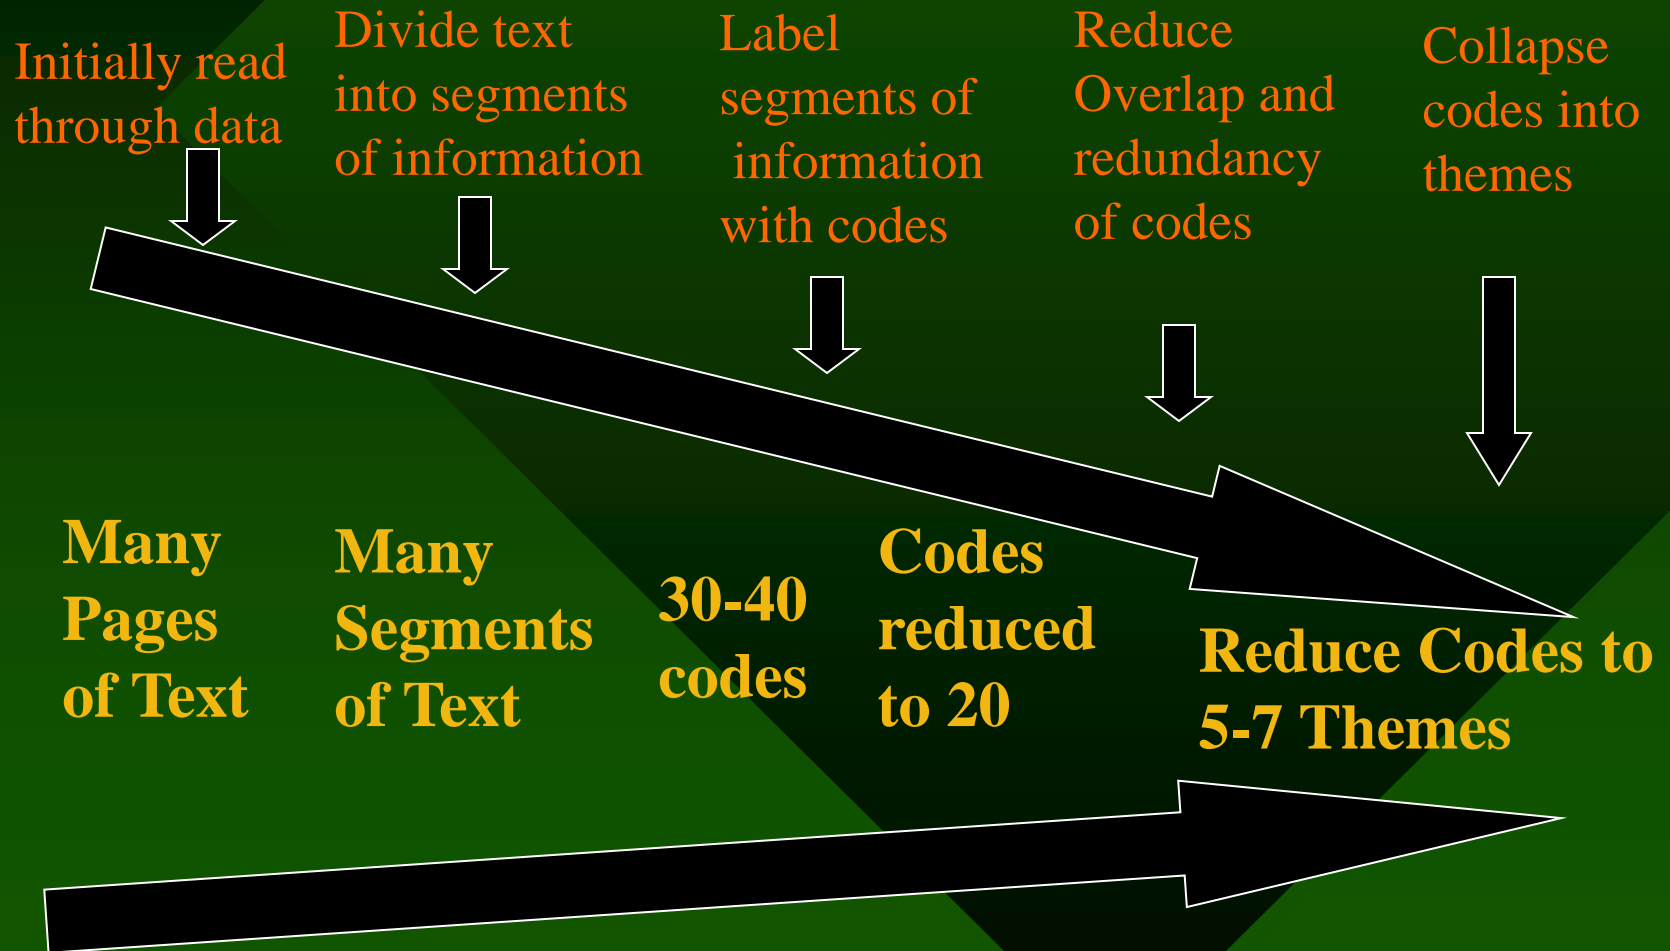 Initially read
through data
Divide text
into segments
of information
Label
segments of
information
with codes
Reduce
Overlap and
redundancy
of codes
Collapse
codes into
themes
Many
Pages
of Text
Many
Segments
of Text
30-40
codes
Codes
reduced
to 20
Reduce Codes to
5-7 Themes